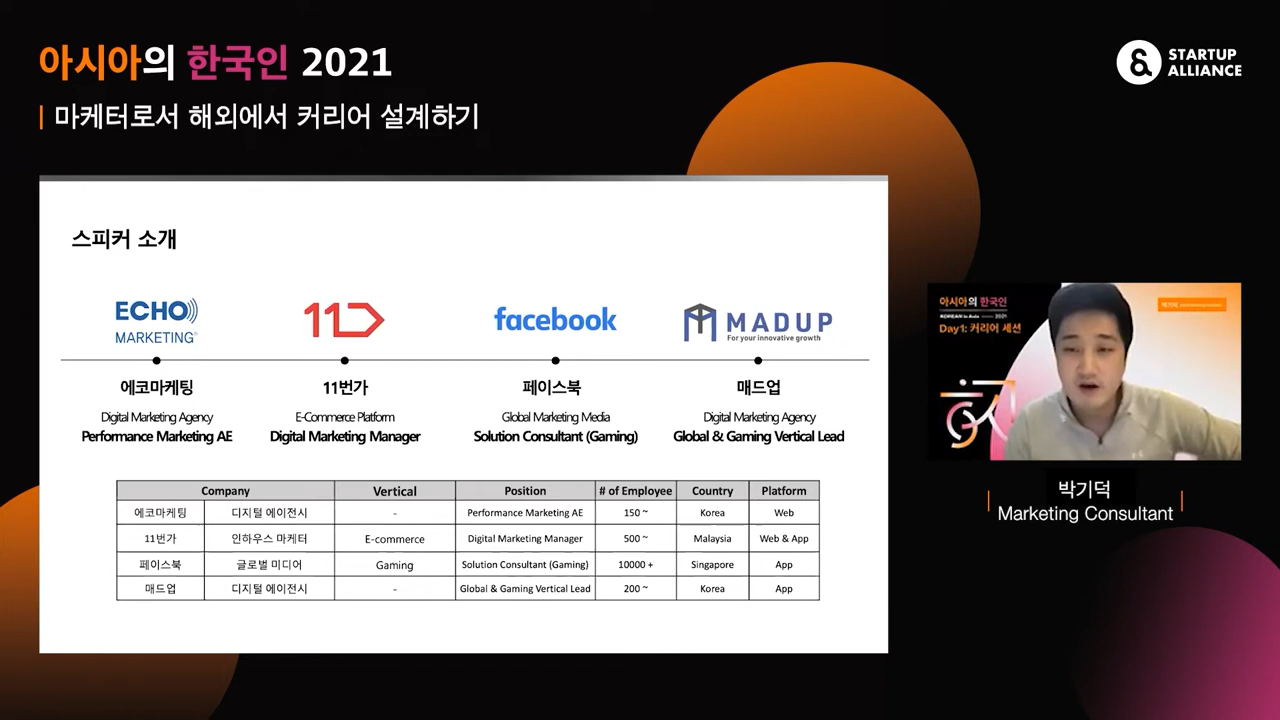 아시아의 한국인 2021
마케터로서 해외에서 커리어 설계하기
STARTUP
ALLIANCE
스피커 소개
ECHO
MARKETING
11
facebook
MADUP
For your innovative growth
에코마케팅
11번가
페이스북
매드업
Digital Marketing Agency
E-Commerce Platform
Global Marketing Media
Digital Marketing Agency
Performance Marketing AE
Digital Marketing Manager
Solution Consultant (Gaming)
Global & Gaming Vertical Lead
Company Vertical Position # of Employee Country Platform
에코마케팅 디지털 에이전시 - Performance Marketing AE 150 ~ Korea Web
11번가 인하우스 마케터 E-commerce Digital Marketing Manager 500 ~ Malaysia Web & App
페이스북 글로벌 미디어 Gaming Solution Consultant (Gaming) 10000 + Singapore App
매드업 디지털 에이전시 - Global & Gaming Vertical Lead 200 ~ Korea App
아시아의 한국인
KOREAN in Asia 2021
Day1: 커리어 세션
박기덕
박기덕
Marketing Consultant